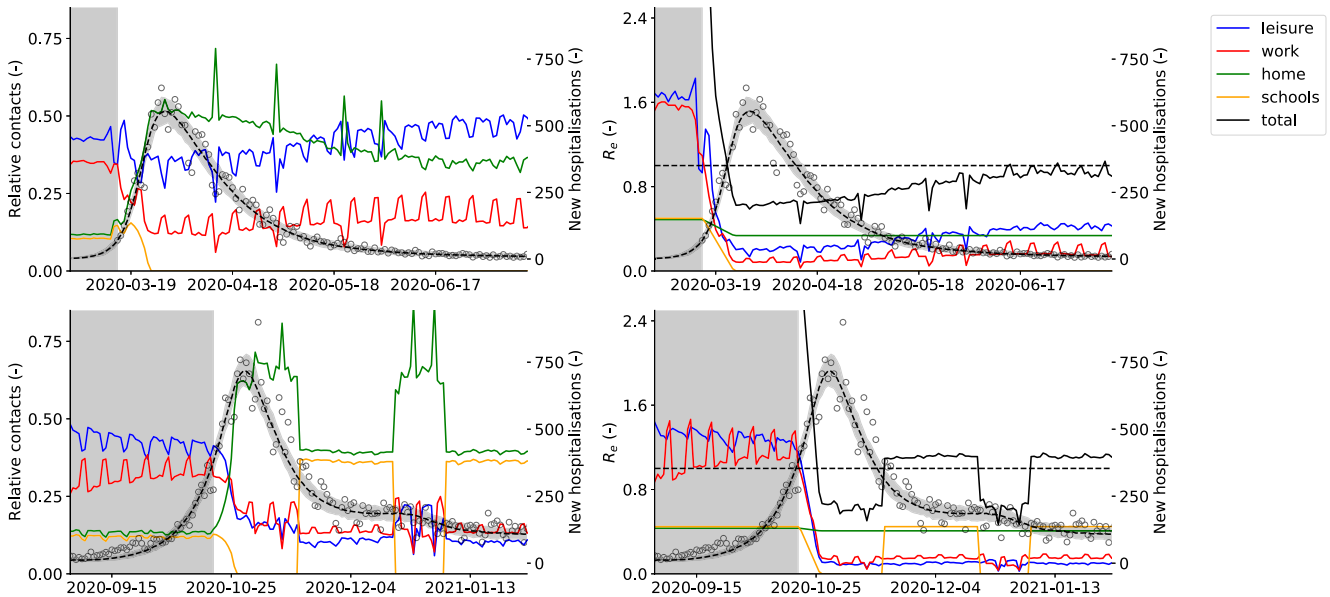 0.75
0.50
0.25
0.00
Relative contacts (-)
750
500
250
0
New hospitalisations (-)
2020-03-19 2020-04-18 2020-05-18 2020-06-17
2.4
1.6
0.8
0.0
R_e (-)
750
500
250
0
New hospitalisations (-)
2020-03-19 2020-04-18 2020-05-18 2020-06-17
leisure
work
home
schools
total
0.75
0.50
0.25
0.00
Relative contacts (-)
750
500
250
0
New hospitalisations (-)
2020-09-15 2020-10-25 2020-12-04 2021-01-13
2.4
1.6
0.8
0.0
R_e (-)
750
500
250
0
New hospitalisations (-)
2020-09-15 2020-10-25 2020-12-04 2021-01-13